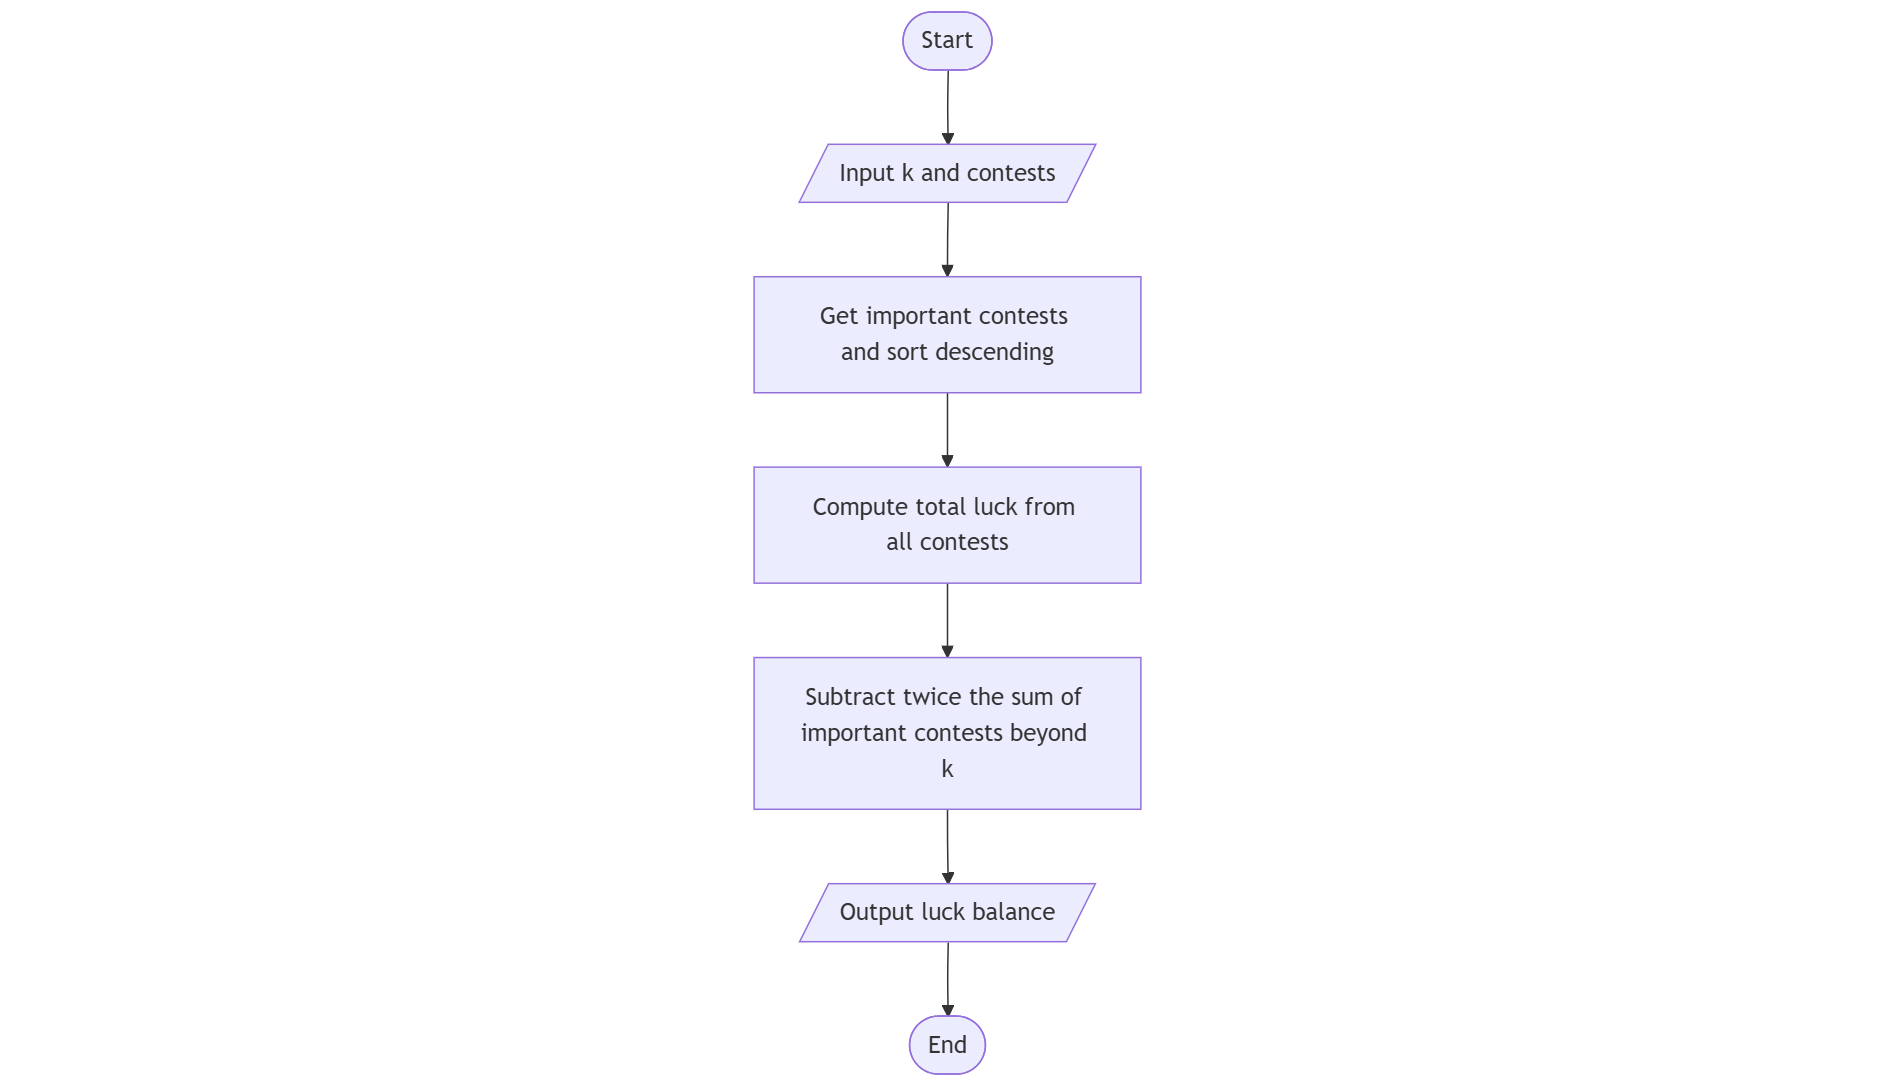 Start
Input k and contests
Get important contests
and sort descending
Compute total luck from
all contests
Subtract twice the sum of
important contests beyond
k
Output luck balance
End